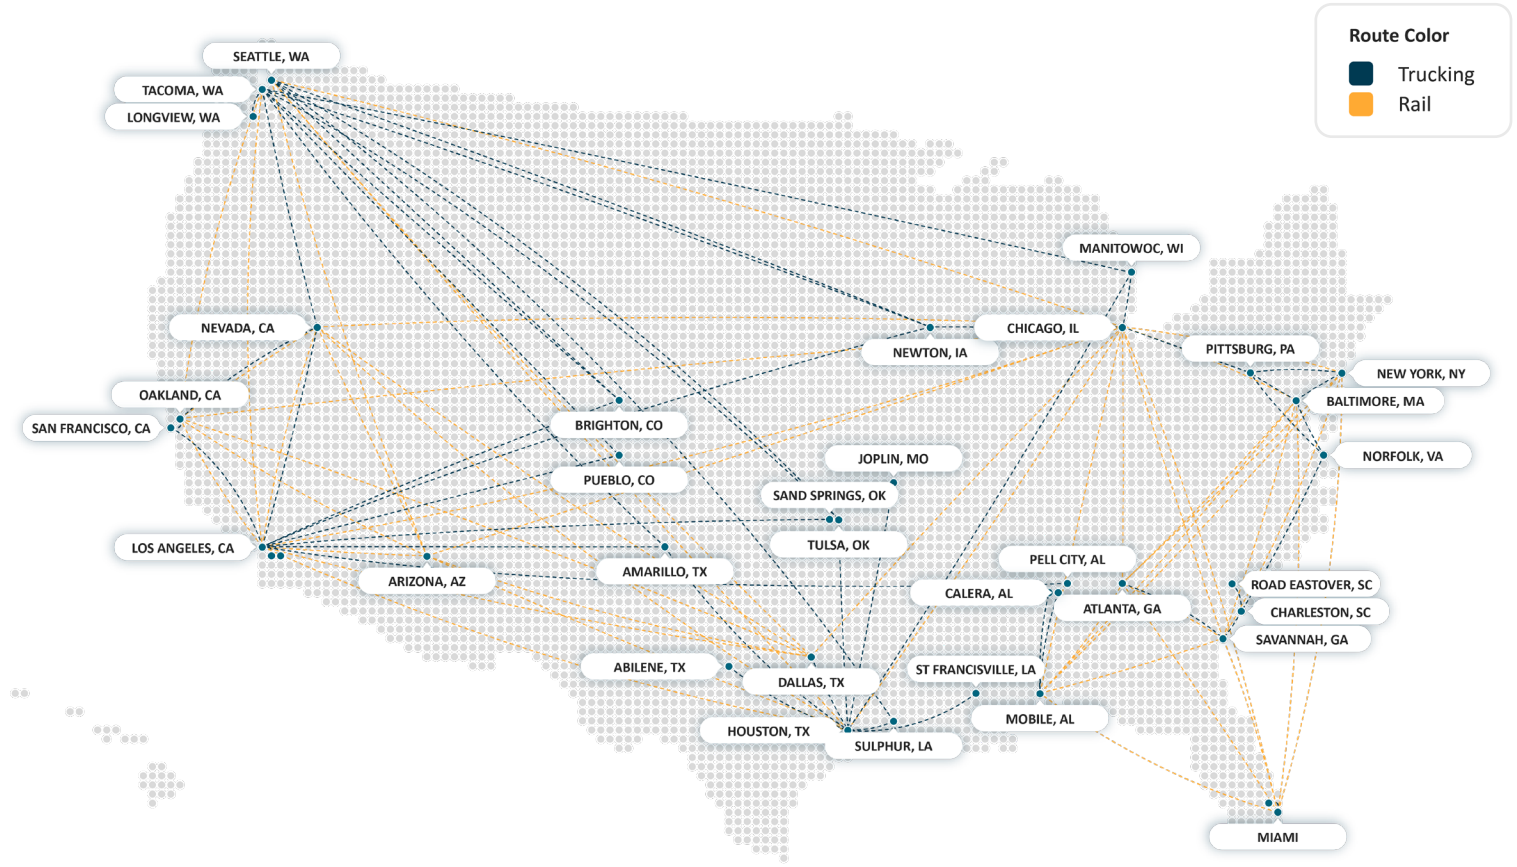 Route Color
Trucking
Rail
SEATTLE, WA
TACOMA, WA
LONGVIEW, WA
MANITOWOC, WI
NEVADA, CA
CHICAGO, IL
NEWTON, IA
PITTSBURG, PA
NEW YORK, NY
OAKLAND, CA
BALTIMORE, MA
SAN FRANCISCO, CA
BRIGHTON, CO
NORFOLK, VA
JOPLIN, MO
PUEBLO, CO
SAND SPRINGS, OK
LOS ANGELES, CA
TULSA, OK
PELL CITY, AL
AMARILLO, TX
ARIZONA, AZ
ROAD EASTOVER, SC
CALERA, AL
ATLANTA, GA
CHARLESTON, SC
SAVANNAH, GA
ABILENE, TX
ST FRANCISVILLE, LA
DALLAS, TX
MOBILE, AL
HOUSTON, TX
SULPHUR, LA
MIAMI